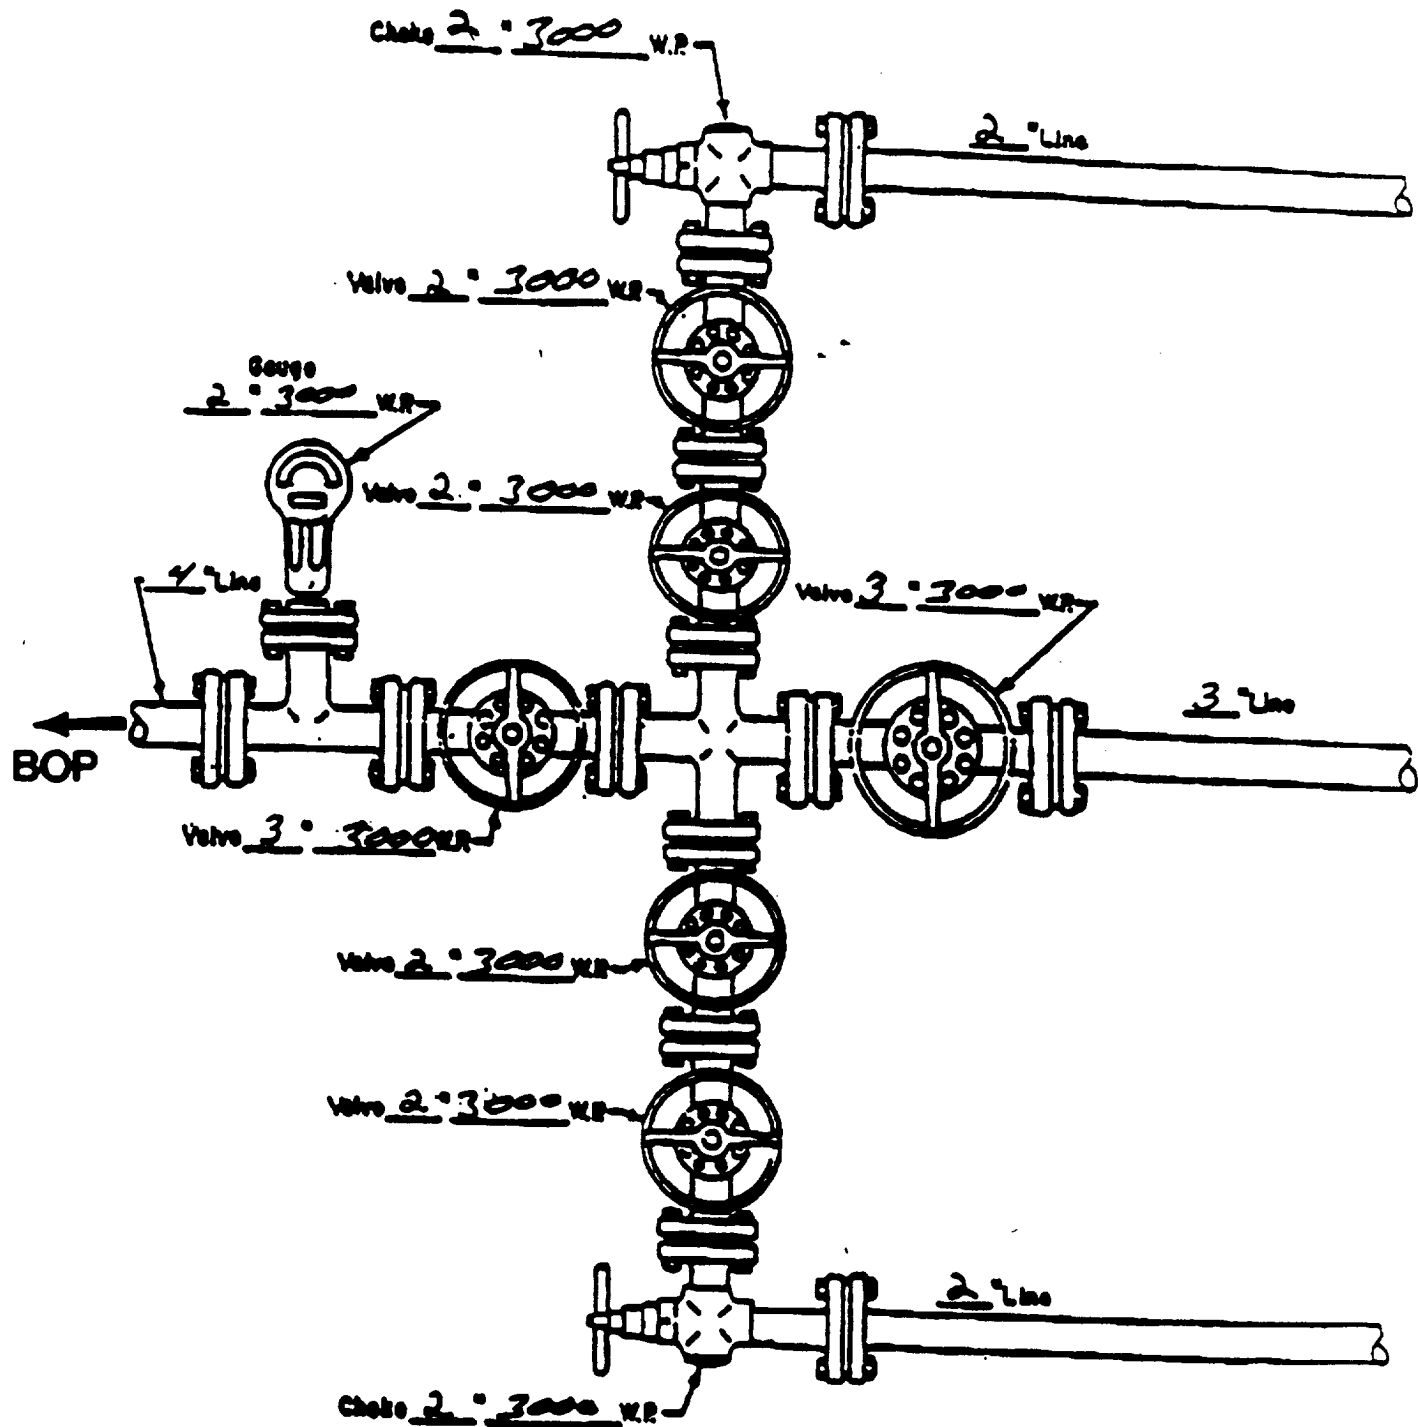 Choke 2 " 3000 W.P.
2 " Line
Valve 2 " 3000 W.P.
Gauge
2 " 3000 W.P.
Valve 2 " 3000 W.P.
4 " Line
Valve 3 " 3000 W.P.
3 " Line
BOP
Valve 3 " 3000 W.P.
Valve 2 " 3000 W.P.
Valve 2 " 3000 W.P.
2 " Line
Choke 2 " 3000 W.P.